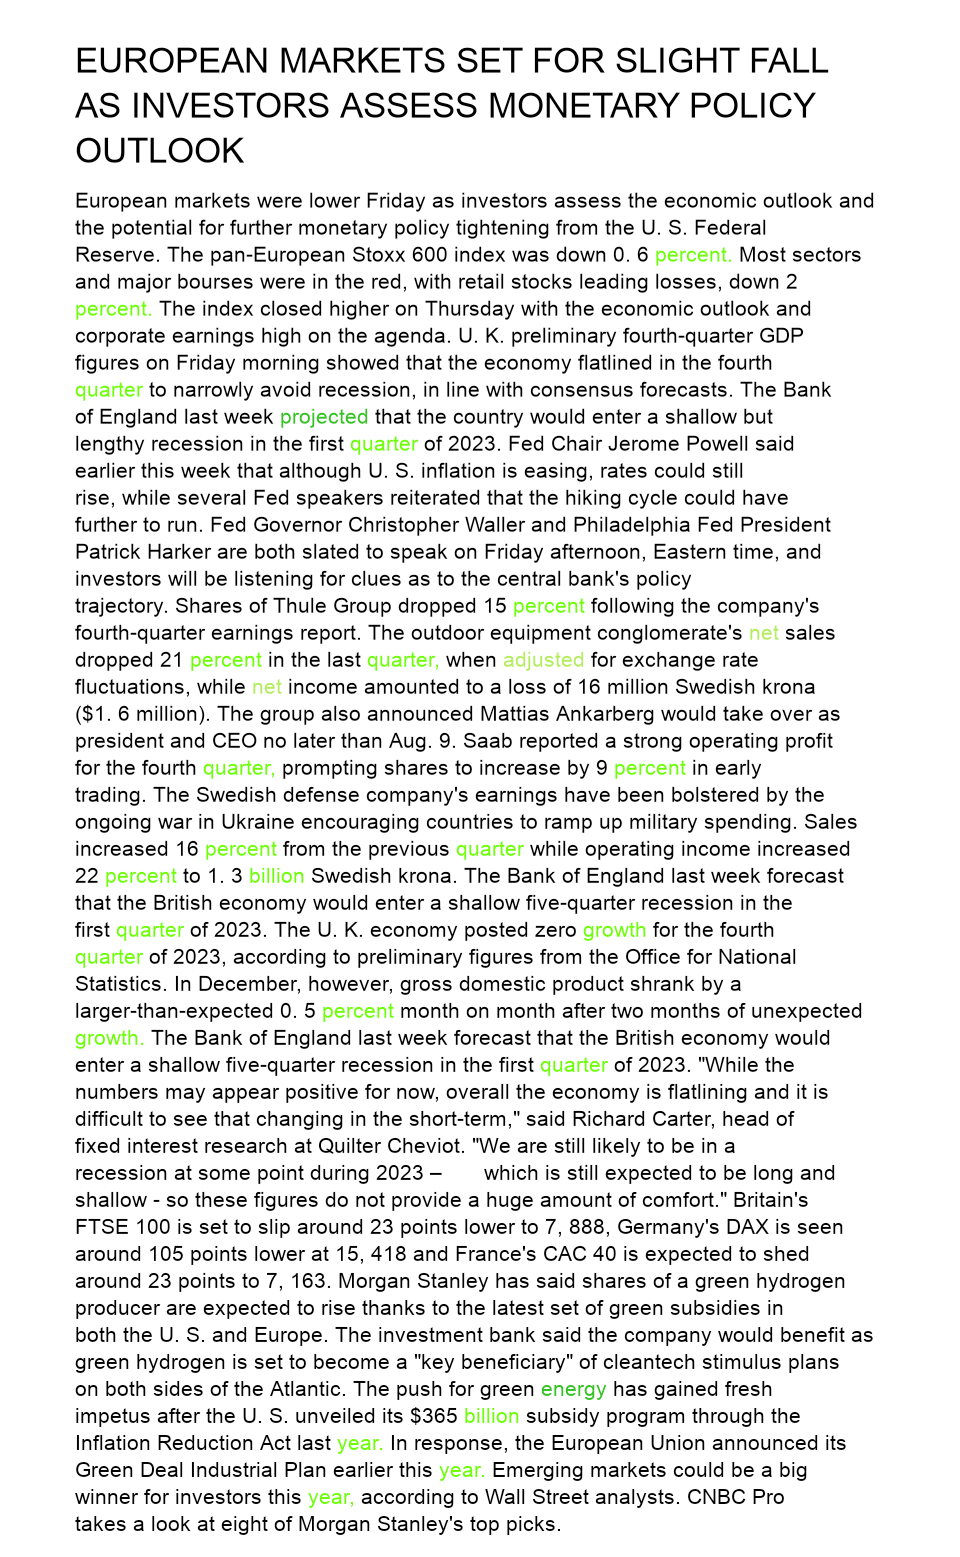 EUROPEAN MARKETS SET FOR SLIGHT FALL
AS INVESTORS ASSESS MONETARY POLICY
OUTLOOK
European markets were lower Friday as investors assess the economic outlook and
the potential for further monetary policy tightening from the U. S. Federal
Reserve. The pan-European Stoxx 600 index was down 0. 6 percent. Most sectors
and major bourses were in the red, with retail stocks leading losses, down 2
percent. The index closed higher on Thursday with the economic outlook and
corporate earnings high on the agenda. U. K. preliminary fourth-quarter GDP
figures on Friday morning showed that the economy flatlined in the fourth
quarter to narrowly avoid recession, in line with consensus forecasts. The Bank
of England last week projected that the country would enter a shallow but
lengthy recession in the first quarter of 2023. Fed Chair Jerome Powell said
earlier this week that although U. S. inflation is easing, rates could still
rise, while several Fed speakers reiterated that the hiking cycle could have
further to run. Fed Governor Christopher Waller and Philadelphia Fed President
Patrick Harker are both slated to speak on Friday afternoon, Eastern time, and
investors will be listening for clues as to the central bank's policy
trajectory. Shares of Thule Group dropped 15 percent following the company's
fourth-quarter earnings report. The outdoor equipment conglomerate's net sales
dropped 21 percent in the last quarter, when adjusted for exchange rate
fluctuations, while net income amounted to a loss of 16 million Swedish krona
($1. 6 million). The group also announced Mattias Ankarberg would take over as
president and CEO no later than Aug. 9. Saab reported a strong operating profit
for the fourth quarter, prompting shares to increase by 9 percent in early
trading. The Swedish defense company's earnings have been bolstered by the
ongoing war in Ukraine encouraging countries to ramp up military spending. Sales
increased 16 percent from the previous quarter while operating income increased
22 percent to 1. 3 billion Swedish krona. The Bank of England last week forecast
that the British economy would enter a shallow five-quarter recession in the
first quarter of 2023. The U. K. economy posted zero growth for the fourth
quarter of 2023, according to preliminary figures from the Office for National
Statistics. In December, however, gross domestic product shrank by a
larger-than-expected 0. 5 percent month on month after two months of unexpected
growth. The Bank of England last week forecast that the British economy would
enter a shallow five-quarter recession in the first quarter of 2023. "While the
numbers may appear positive for now, overall the economy is flatlining and it is
difficult to see that changing in the short-term," said Richard Carter, head of
fixed interest research at Quilter Cheviot. "We are still likely to be in a
recession at some point during 2023 – which is still expected to be long and
shallow - so these figures do not provide a huge amount of comfort." Britain's
FTSE 100 is set to slip around 23 points lower to 7, 888, Germany's DAX is seen
around 105 points lower at 15, 418 and France's CAC 40 is expected to shed
around 23 points to 7, 163. Morgan Stanley has said shares of a green hydrogen
producer are expected to rise thanks to the latest set of green subsidies in
both the U. S. and Europe. The investment bank said the company would benefit as
green hydrogen is set to become a "key beneficiary" of cleantech stimulus plans
on both sides of the Atlantic. The push for green energy has gained fresh
impetus after the U. S. unveiled its $365 billion subsidy program through the
Inflation Reduction Act last year. In response, the European Union announced its
Green Deal Industrial Plan earlier this year. Emerging markets could be a big
winner for investors this year, according to Wall Street analysts. CNBC Pro
takes a look at eight of Morgan Stanley's top picks.